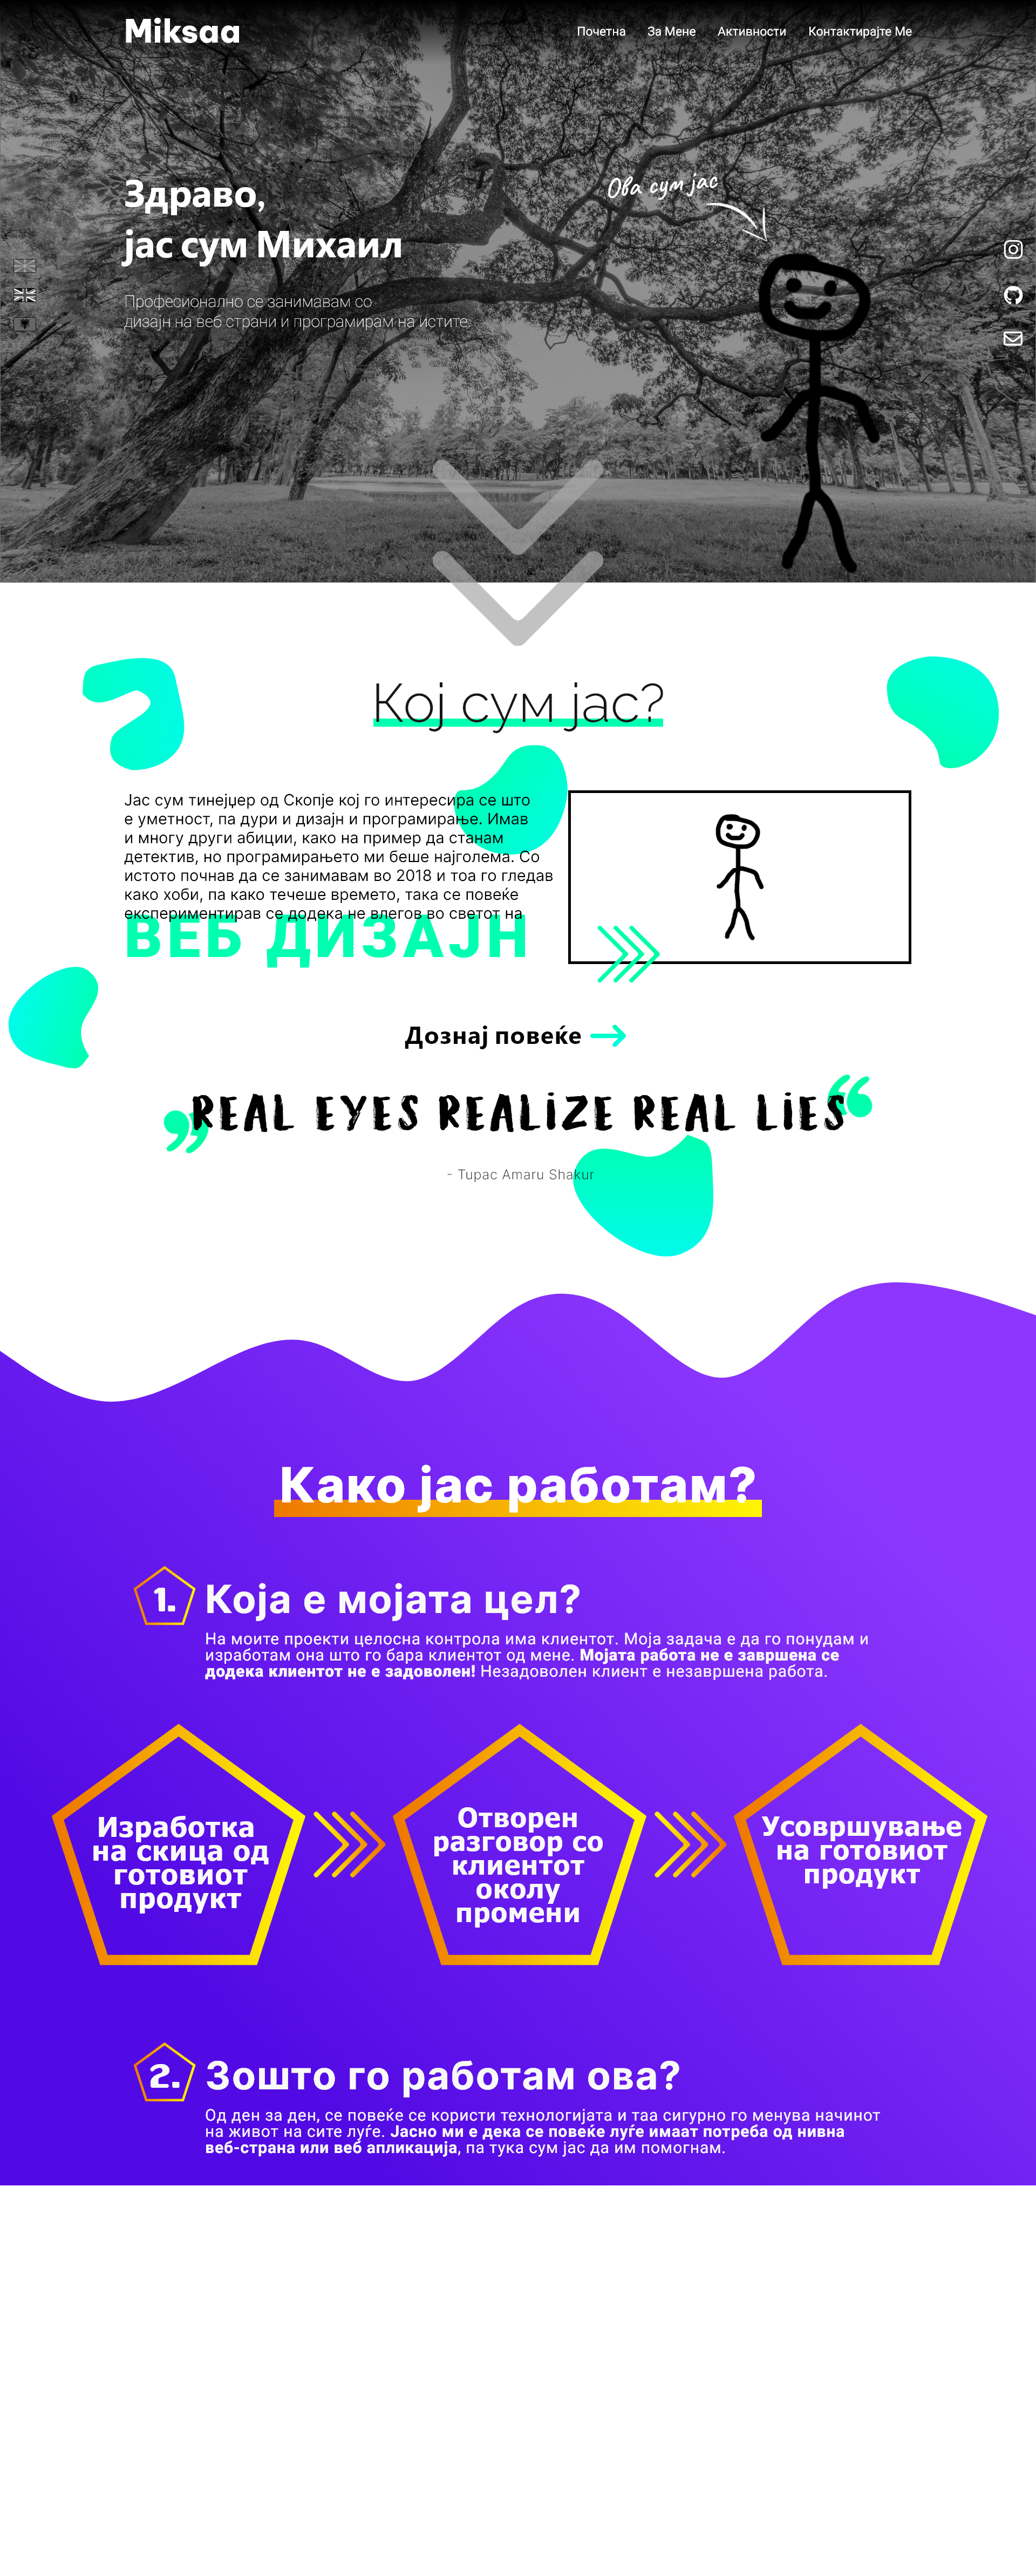 Miksaa
Почетна За Мене Активности Контактирајте Ме
Здраво,
јас сум Михаил
Професионално се занимавам со
дизајн на веб страни и програмирам на истите.
Ова сум јас
Кој сум јас?
Јас сум тинејџер од Скопје кој го интересира се што
е уметност, па дури и дизајн и програмирање. Имав
и многу други абиции, како на пример да станам
детектив, но програмирањето ми беше најголема. Со
истото почнав да се занимавам во 2018 и тоа го гледав
како хоби, па како течеше времето, така се повеќе
експериментирав се додека не влегов во светот на
ВЕБ ДИЗАЈН
Дознај повеќе
„REAL EYES REALIZE REAL LIES“
- Tupac Amaru Shakur
Како јас работам?
1. Која е мојата цел?
На моите проекти целосна контрола има клиентот. Моја задача е да го понудам и
изработам она што го бара клиентот од мене. Мојата работа не е завршена се
додека клиентот не е задоволен! Незадоволен клиент е незавршена работа.
Изработка
на скица од
готовиот
продукт
Отворен
разговор со
клиентот
околу
промени
Усовршување
на готовиот
продукт
2. Зошто го работам ова?
Од ден за ден, се повеќе се користи технологијата и таа сигурно го менува начинот
на живот на сите луѓе. Јасно ми е дека се повеќе луѓе имаат потреба од нивна
веб-страна или веб апликација, па тука сум јас да им помогнам.